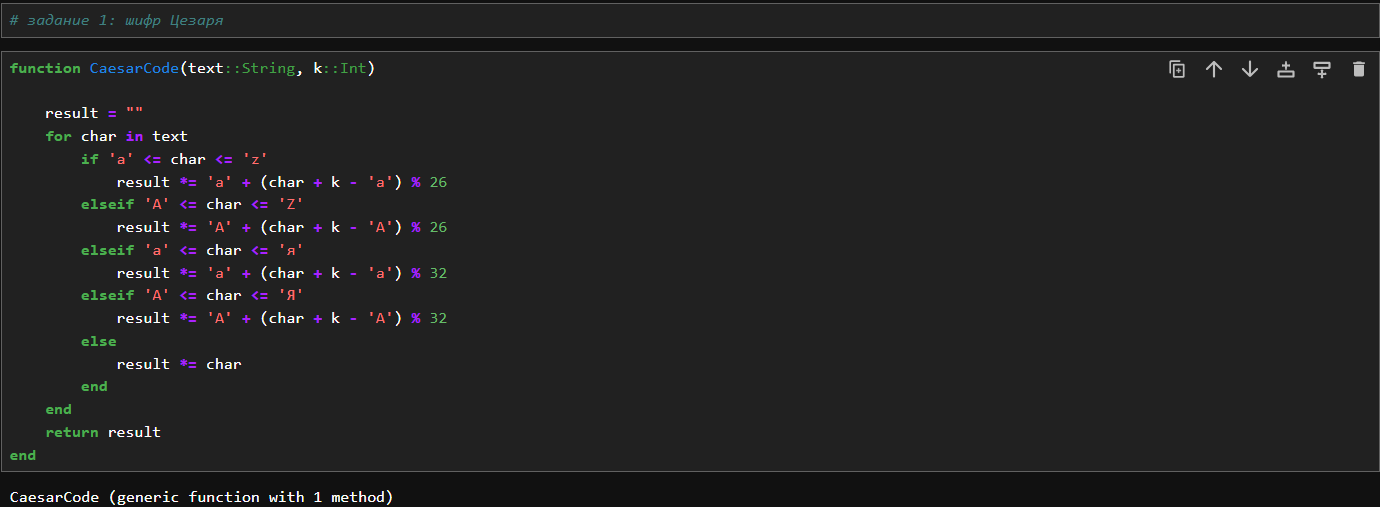 # задание 1: шифр Цезаря
function CaesarCode(text::String, k::Int)
    result = ""
    for char in text
        if 'a' <= char <= 'z'
            result *= 'a' + (char + k - 'a') % 26
        elseif 'A' <= char <= 'Z'
            result *= 'A' + (char + k - 'A') % 26
        elseif 'а' <= char <= 'я'
            result *= 'а' + (char + k - 'а') % 32
        elseif 'А' <= char <= 'Я'
            result *= 'А' + (char + k - 'А') % 32
        else
            result *= char
        end
    end
    return result
end
CaesarCode (generic function with 1 method)